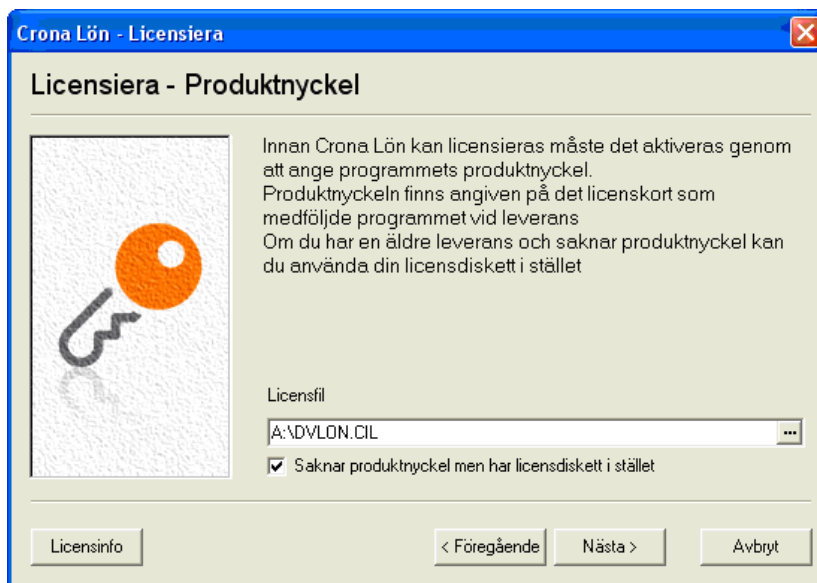 Crona Lön - Licensiera
Licensiera - Produktnyckel
Innan Crona Lön kan licensieras måste det aktiveras genom
att ange programmets produktnyckel.
Produktnyckeln finns angiven på det licenskort som
medföljde programmet vid leverans
Om du har en äldre leverans och saknar produktnyckel kan
du använda din licensdiskett i stället
Licensfil
A:\DVLON.CIL
...
Saknar produktnyckel men har licensdiskett i stället
Licensinfo
< Föregående
Nästa >
Avbryt